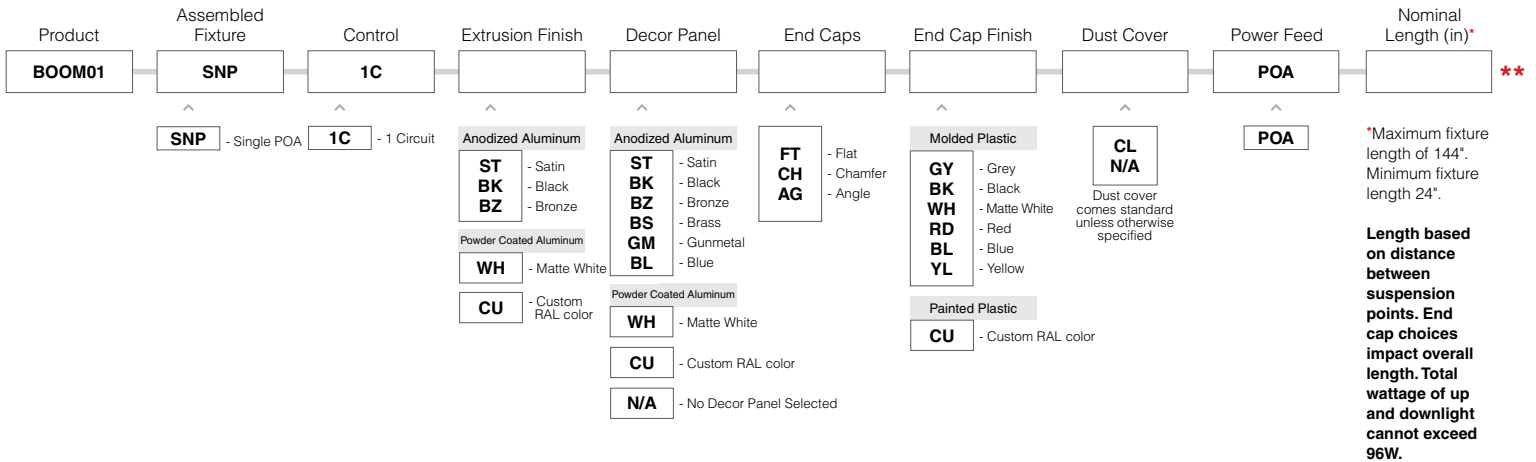 Product
Assembled
Fixture
Control
Extrusion Finish
Decor Panel
End Caps
End Cap Finish
Dust Cover
Power Feed
Nominal
Length (in)*
BOOM01
SNP
1C
POA
**
SNP - Single POA
1C - 1 Circuit
Anodized Aluminum
ST - Satin
BK - Black
BZ - Bronze
Powder Coated Aluminum
WH - Matte White
CU - Custom
RAL color
Anodized Aluminum
ST - Satin
BK - Black
BZ - Bronze
BS - Brass
GM - Gunmetal
BL - Blue
Powder Coated Aluminum
WH - Matte White
CU - Custom RAL color
N/A - No Decor Panel Selected
FT - Flat
CH - Chamfer
AG - Angle
Molded Plastic
GY - Grey
BK - Black
WH - Matte White
RD - Red
BL - Blue
YL - Yellow
Painted Plastic
CU - Custom RAL color
CL
N/A
Dust cover
comes standard
unless otherwise
specified
POA
*Maximum fixture
length of 144".
Minimum fixture
length 24".
Length based
on distance
between
suspension
points. End
cap choices
impact overall
length. Total
wattage of up
and downlight
cannot exceed
96W.